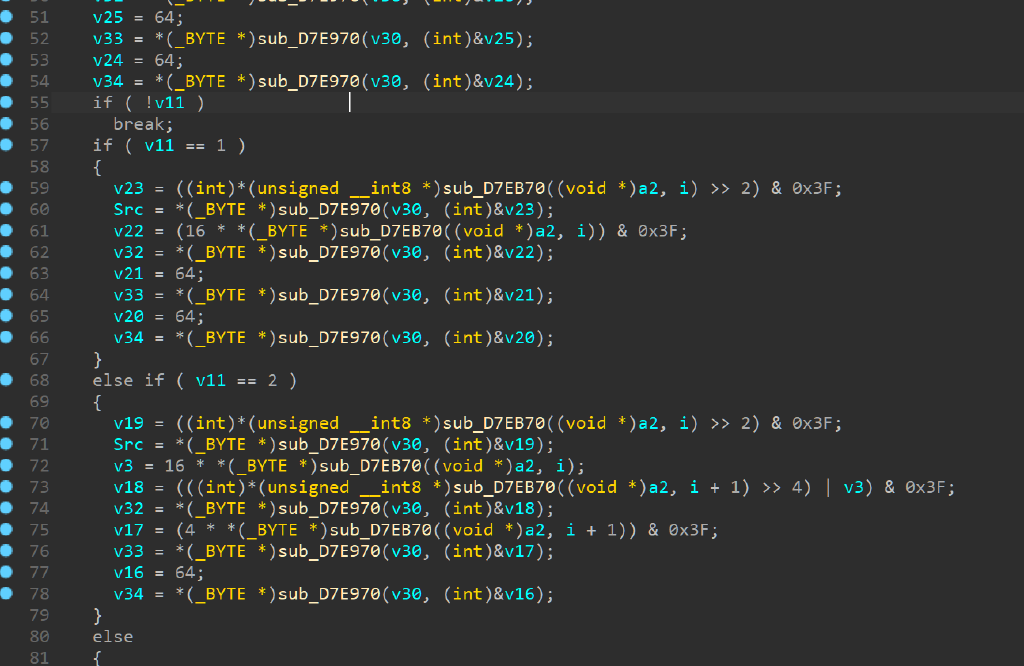 51 v25 = 64;
52 v33 = *(_BYTE *)sub_D7E970(v30, (int)&v25);
53 v24 = 64;
54 v34 = *(_BYTE *)sub_D7E970(v30, (int)&v24);
55 if ( !v11 )
56 break;
57 if ( v11 == 1 )
58 {
59 v23 = ((int)*(unsigned __int8 *)sub_D7EB70((void *)a2, i) >> 2) & 0x3F;
60 Src = *(_BYTE *)sub_D7E970(v30, (int)&v23);
61 v22 = (16 * *(_BYTE *)sub_D7EB70((void *)a2, i)) & 0x3F;
62 v32 = *(_BYTE *)sub_D7E970(v30, (int)&v22);
63 v21 = 64;
64 v33 = *(_BYTE *)sub_D7E970(v30, (int)&v21);
65 v20 = 64;
66 v34 = *(_BYTE *)sub_D7E970(v30, (int)&v20);
67 }
68 else if ( v11 == 2 )
69 {
70 v19 = ((int)*(unsigned __int8 *)sub_D7EB70((void *)a2, i) >> 2) & 0x3F;
71 Src = *(_BYTE *)sub_D7E970(v30, (int)&v19);
72 v3 = 16 * *(_BYTE *)sub_D7EB70((void *)a2, i);
73 v18 = (((int)*(unsigned __int8 *)sub_D7EB70((void *)a2, i + 1) >> 4) | v3) & 0x3F;
74 v32 = *(_BYTE *)sub_D7E970(v30, (int)&v18);
75 v17 = (4 * *(_BYTE *)sub_D7EB70((void *)a2, i + 1)) & 0x3F;
76 v33 = *(_BYTE *)sub_D7E970(v30, (int)&v17);
77 v16 = 64;
78 v34 = *(_BYTE *)sub_D7E970(v30, (int)&v16);
79 }
80 else
81 {